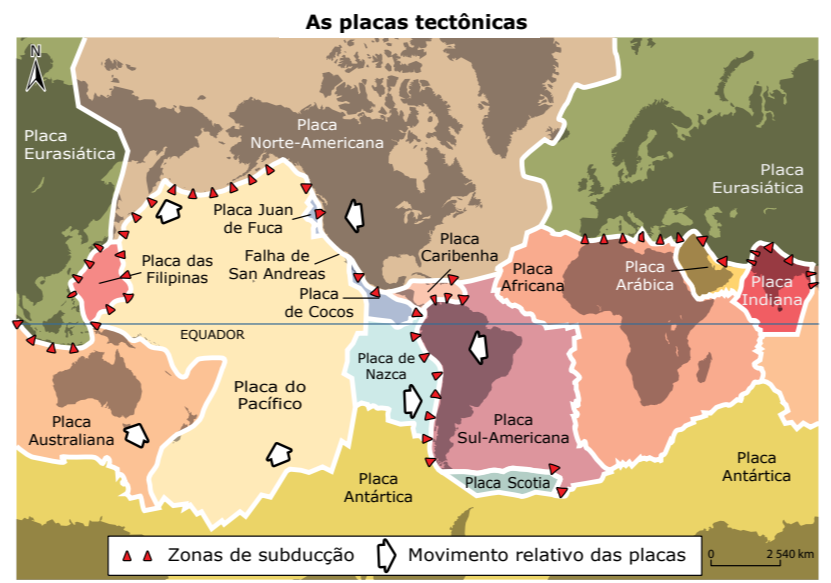 As placas tectônicas
N
Placa
Eurasiática
Placa
Norte-Americana
Placa
Eurasiática
Placa Juan
de Fuca
Placa das
Filipinas
Falha de
San Andreas
Placa
Caribenha
Placa
de Cocos
Placa
Africana
Placa
Arábica
Placa
Indiana
EQUADOR
Placa de
Nazca
Placa do
Pacífico
Placa
Australiana
Placa
Sul-Americana
Placa
Antártica
Placa Scotia
Placa
Antártica
Zonas de subducção
Movimento relativo das placas
0 2 540 km